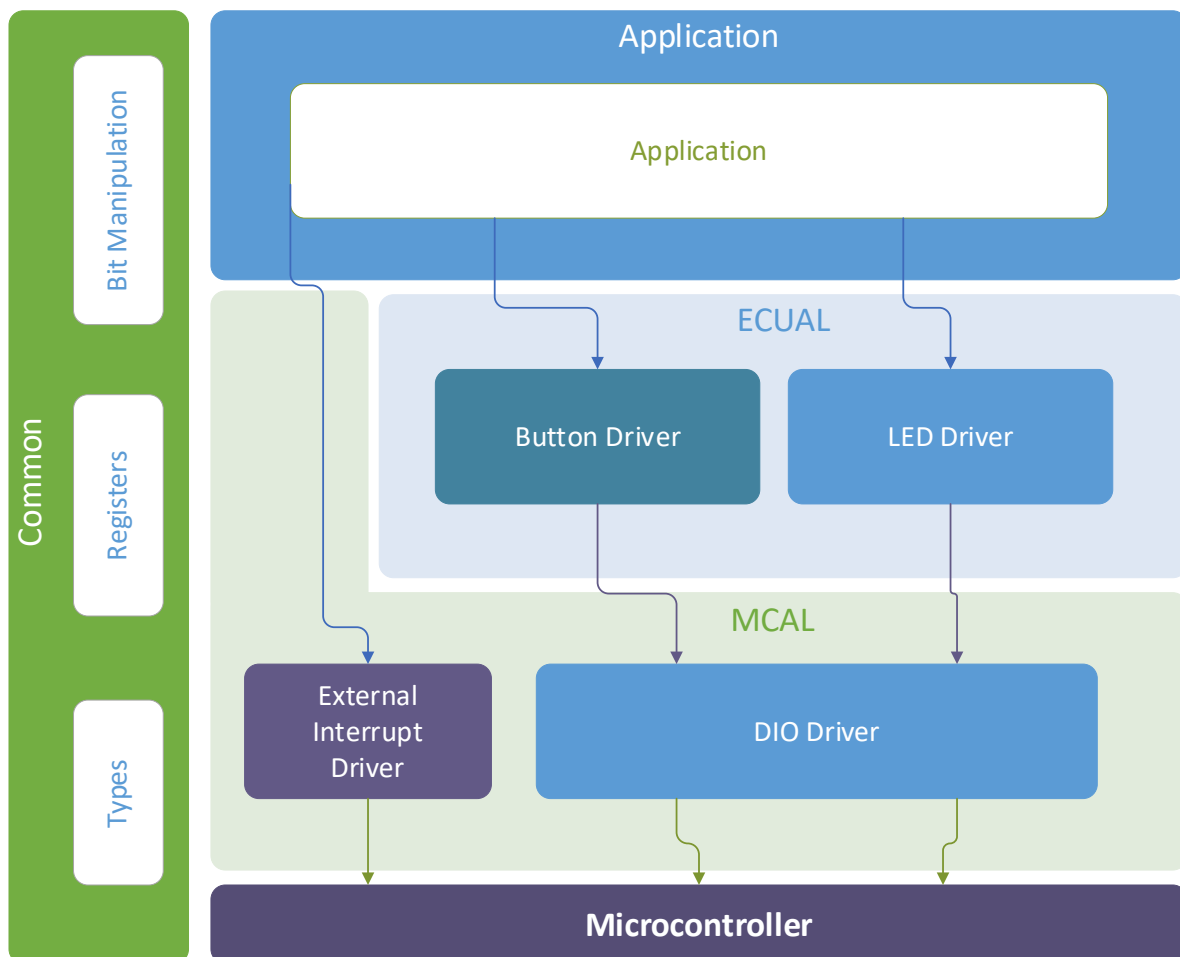 Common
Bit Manipulation
Registers
Types
Application
Application
ECUAL
Button Driver
LED Driver
MCAL
External
Interrupt
Driver
DIO Driver
Microcontroller